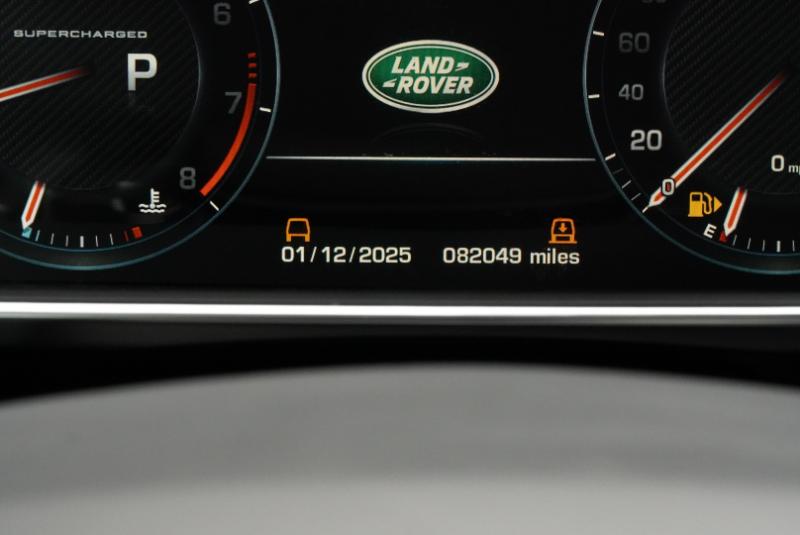 SUPERCHARGED
P
6
7
8
LAND-
-ROVER
60
40
20
0
0 mp
E
01/12/2025
082049 miles